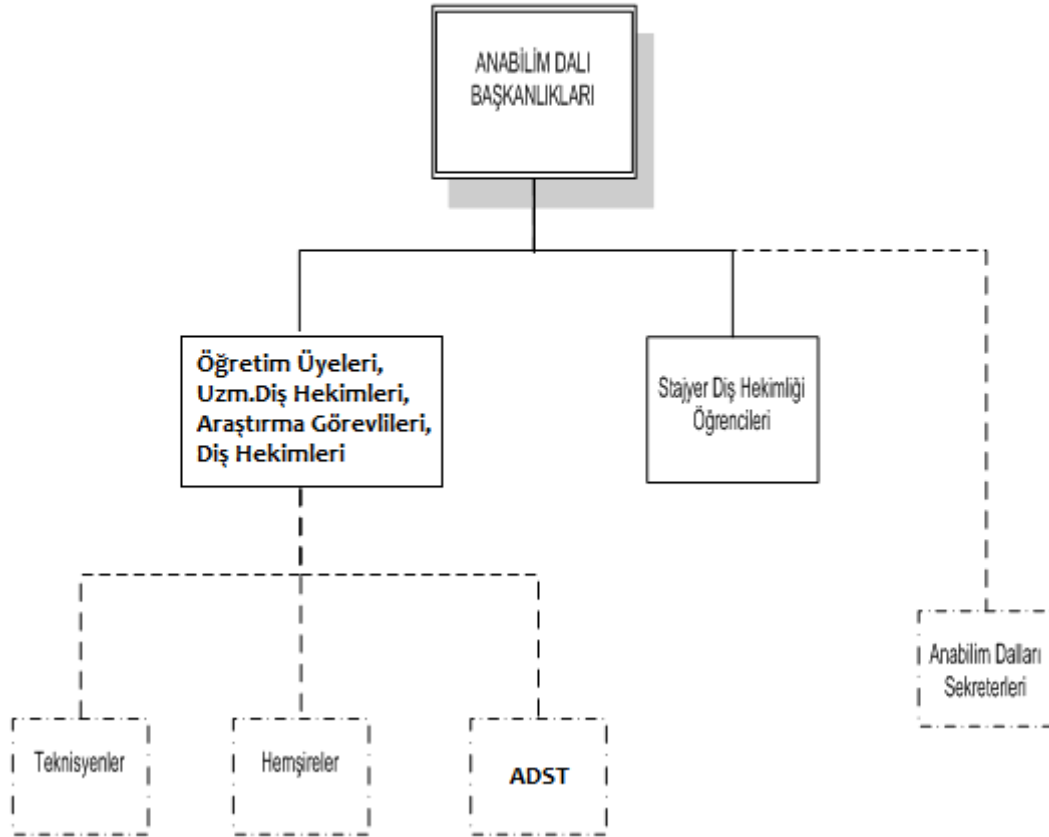 ANABİLİM DALI
BAŞKANLIKLARI
Öğretim Üyeleri,
Uzm.Diş Hekimleri,
Araştırma Görevlileri,
Diş Hekimleri
Stajyer Diş Hekimliği
Öğrencileri
Anabilim Dalları
Sekreterleri
Teknisyenler
Hemşireler
ADST